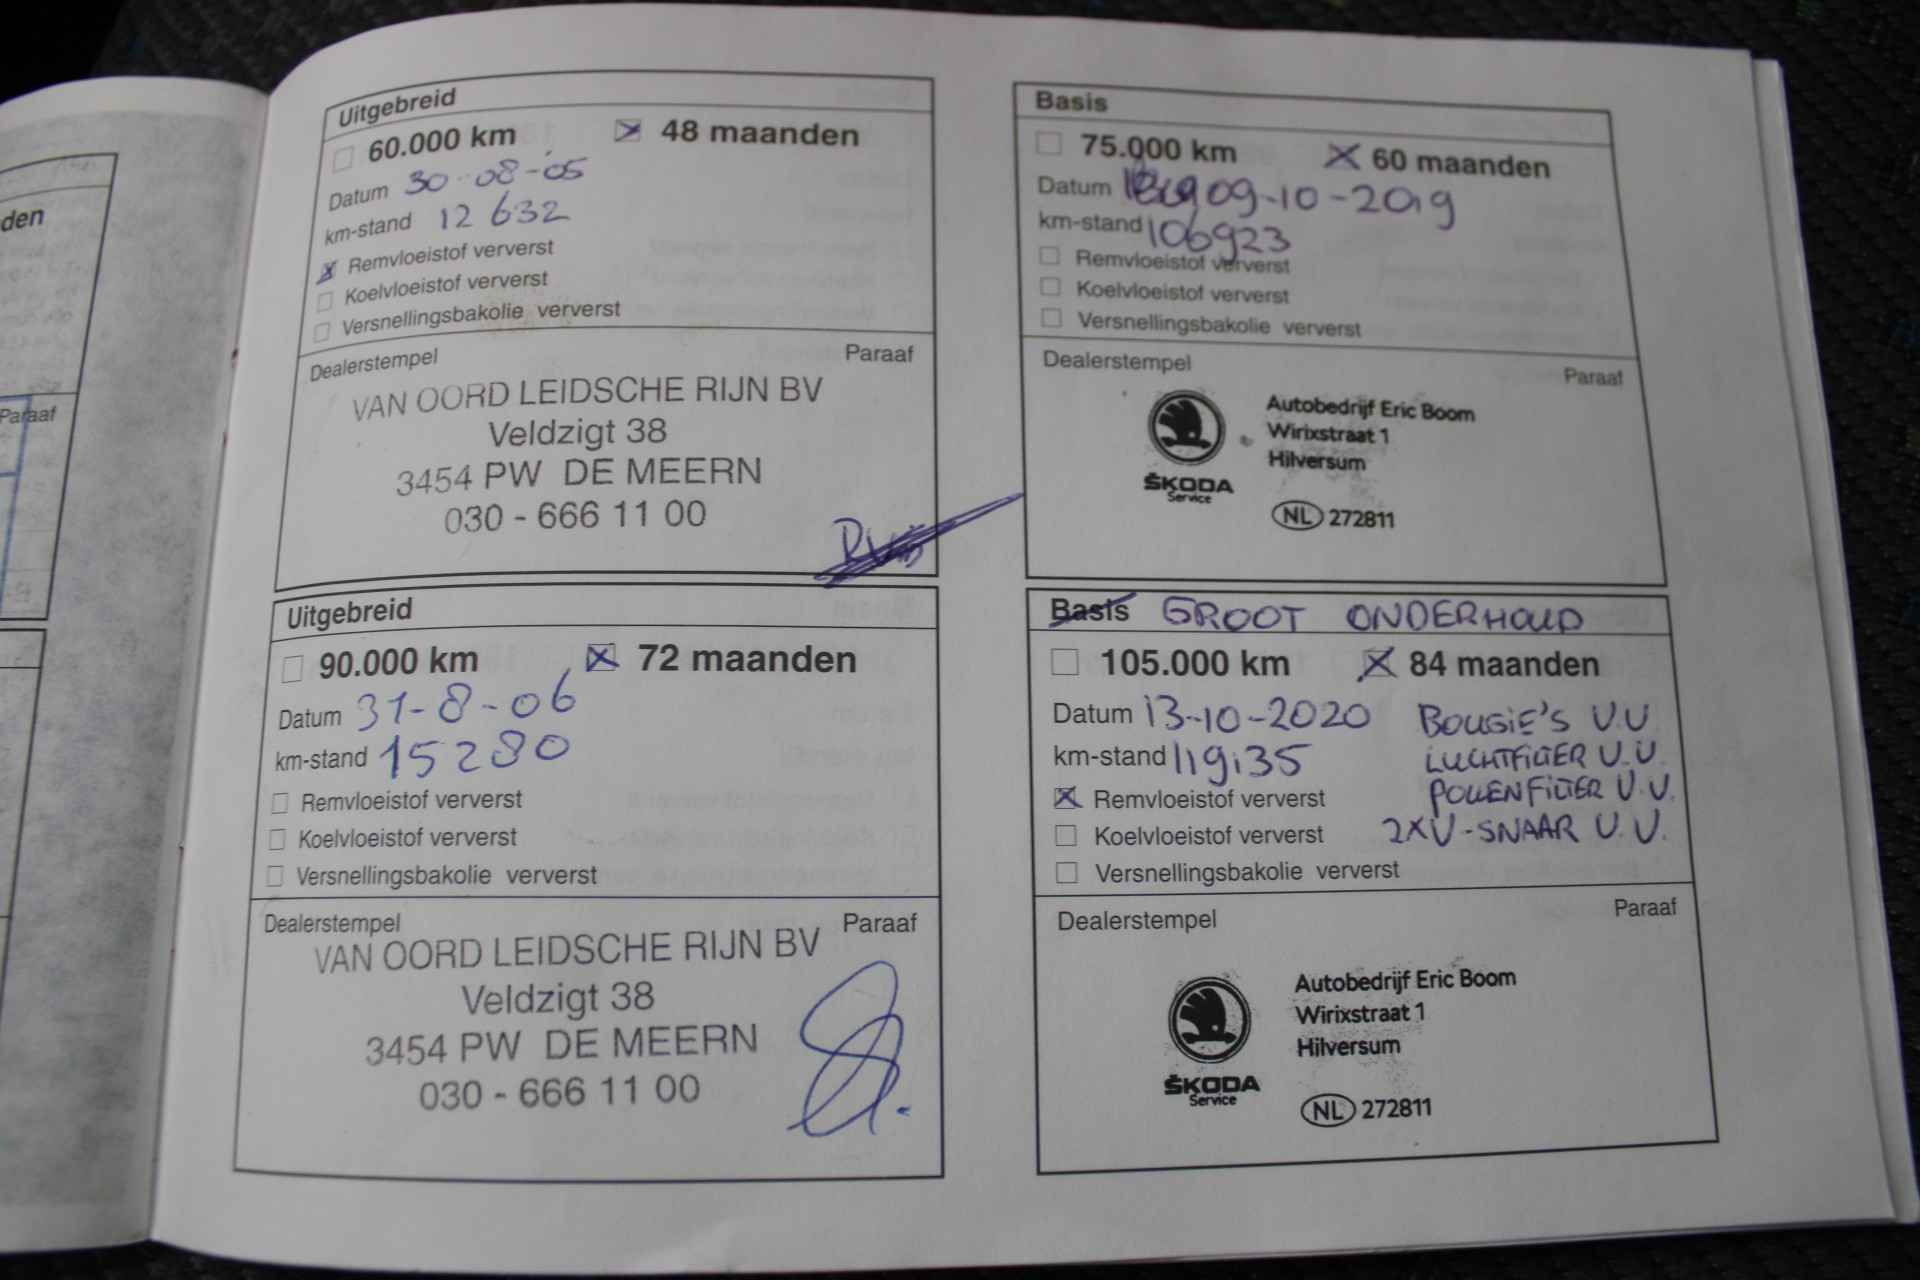 den
Paraaf
Uitgebreid
60.000 km 48 maanden
Datum 30-08-05
km-stand 12 632
Remvloeistof ververst
Koelvloeistof ververst
Versnellingsbakolie ververst
Dealerstempel Paraaf
VAN OORD LEIDSCHE RIJN BV
Veldzigt 38
3454 PW DE MEERN
030 - 666 11 00
Basis
75.000 km 60 maanden
Datum 09-10-2019
km-stand 106923
Remvloeistof ververst
Koelvloeistof ververst
Versnellingsbakolie ververst
Dealerstempel Paraaf
Autobedrijf Eric Boom
Wirixstraat 1
Hilversum
ŠKODA
Service
NL 272811
Uitgebreid
90.000 km 72 maanden
Datum 31-8-06
km-stand 15280
Remvloeistof ververst
Koelvloeistof ververst
Versnellingsbakolie ververst
Dealerstempel Paraaf
VAN OORD LEIDSCHE RIJN BV
Veldzigt 38
3454 PW DE MEERN
030 - 666 11 00
Basis GROOT ONDERHOUD
105.000 km 84 maanden
Datum 13-10-2020 BOUGIE'S V.V
km-stand 119135 LUCHTFILTER V.V.
Remvloeistof ververst POLLENFILTER V.V.
Koelvloeistof ververst 2XV-SNAAR V.V.
Versnellingsbakolie ververst
Dealerstempel Paraaf
Autobedrijf Eric Boom
Wirixstraat 1
Hilversum
ŠKODA
Service
NL 272811